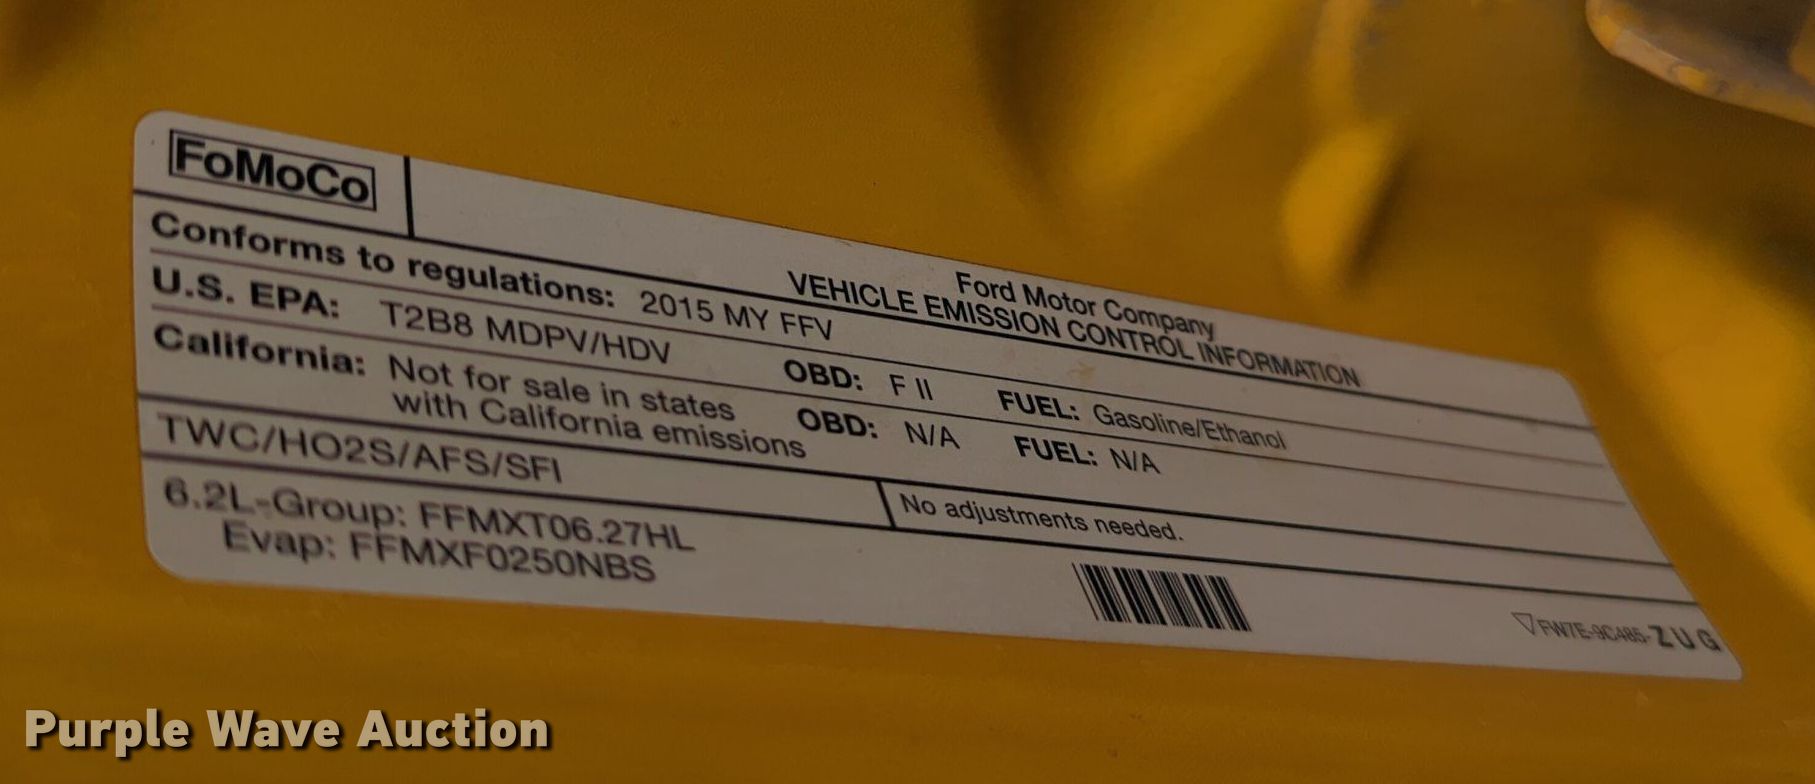 FoMoCo
Ford Motor Company
VEHICLE EMISSION CONTROL INFORMATION
Conforms to regulations: 2015 MY FFV
U.S. EPA: T2B8 MDPV/HDV OBD: F II FUEL: Gasoline/Ethanol
California: Not for sale in states with California emissions OBD: N/A FUEL: N/A
TWC/HO2S/AFS/SFI
No adjustments needed.
6.2L-Group: FFMXT06.27HL
Evap: FFMXF0250NBS
FW7E-9C485-ZUG
Purple Wave Auction